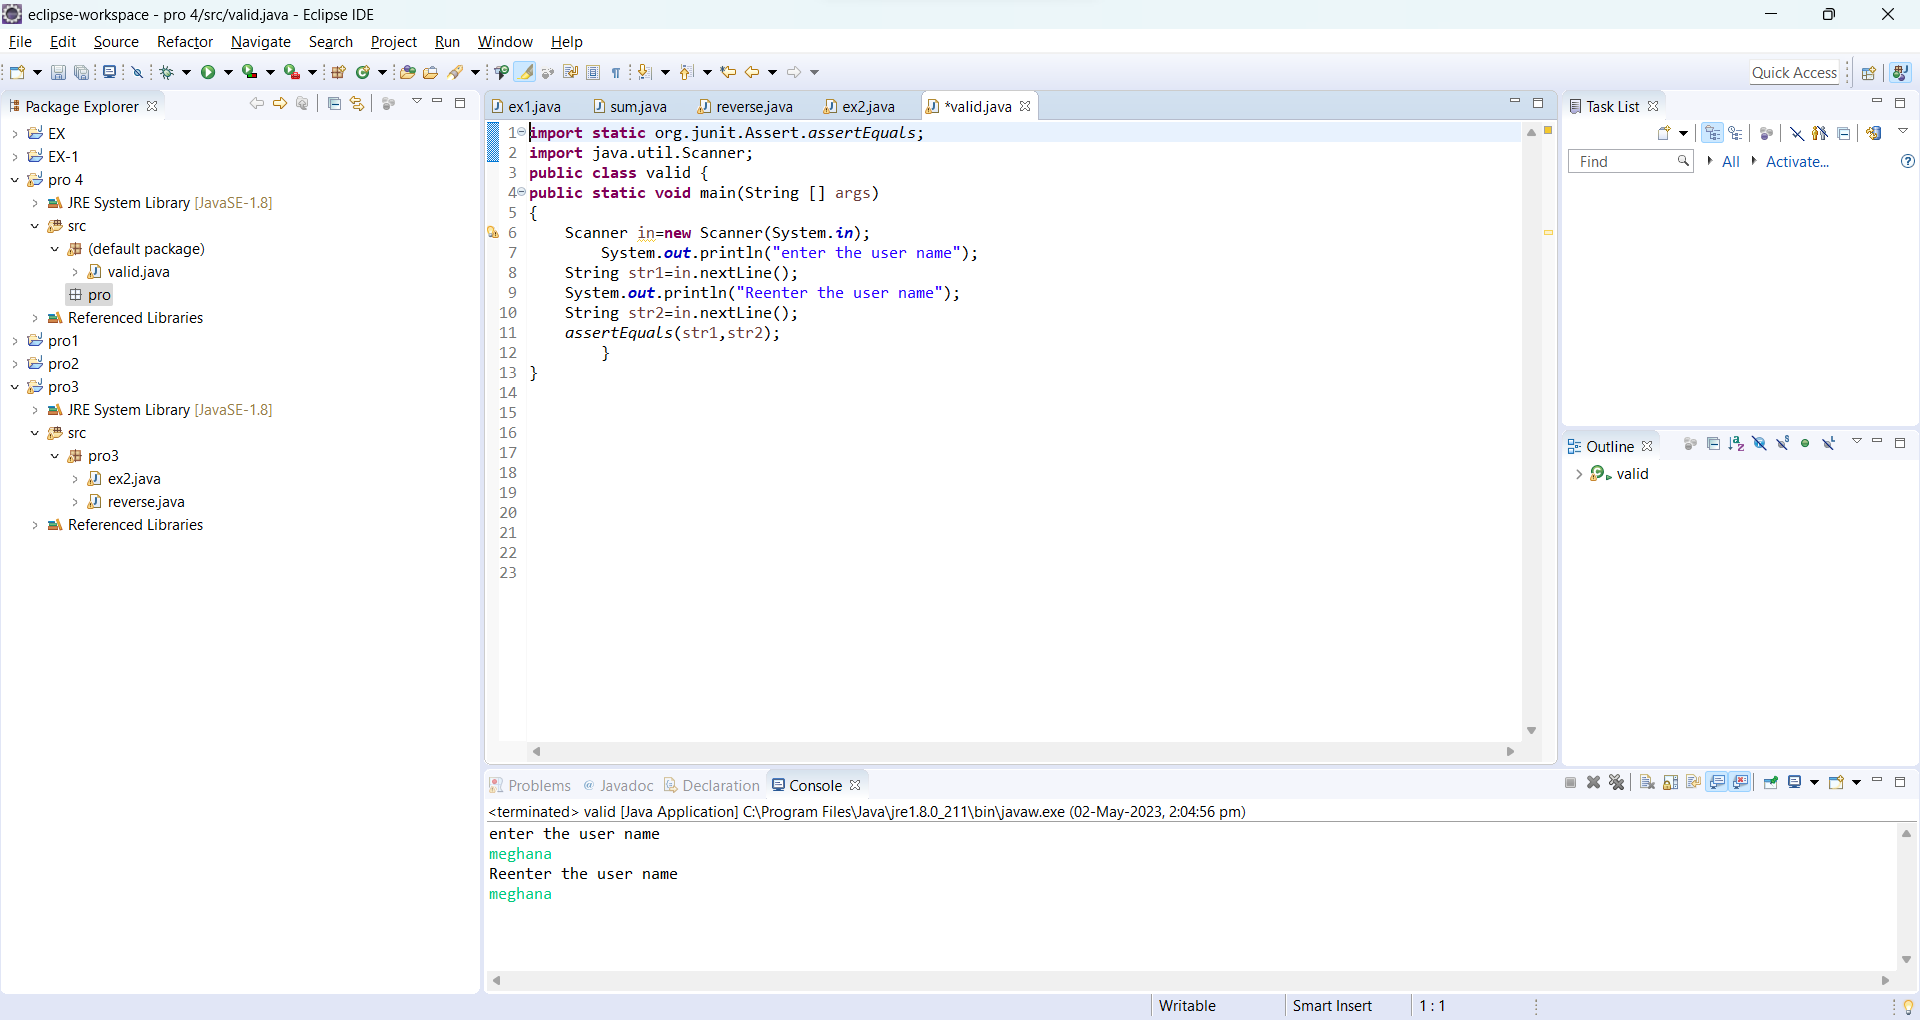 eclipse-workspace - pro 4/src/valid.java - Eclipse IDE
File Edit Source Refactor Navigate Search Project Run Window Help
Quick Access
Package Explorer
EX
EX-1
pro 4
JRE System Library [JavaSE-1.8]
src
(default package)
valid.java
pro
Referenced Libraries
pro1
pro2
pro3
JRE System Library [JavaSE-1.8]
src
pro3
ex2.java
reverse.java
Referenced Libraries
ex1.java sum.java reverse.java ex2.java *valid.java
1 import static org.junit.Assert.assertEquals;
2 import java.util.Scanner;
3 public class valid {
4 public static void main(String [] args)
5 {
6 Scanner in=new Scanner(System.in);
7 System.out.println("enter the user name");
8 String str1=in.nextLine();
9 System.out.println("Reenter the user name");
10 String str2=in.nextLine();
11 assertEquals(str1,str2);
12 }
13 }
14
15
16
17
18
19
20
21
22
23
Task List
Find All Activate...
Outline
valid
Problems @ Javadoc Declaration Console
<terminated> valid [Java Application] C:\Program Files\Java\jre1.8.0_211\bin\javaw.exe (02-May-2023, 2:04:56 pm)
enter the user name
meghana
Reenter the user name
meghana
Writable Smart Insert 1 : 1